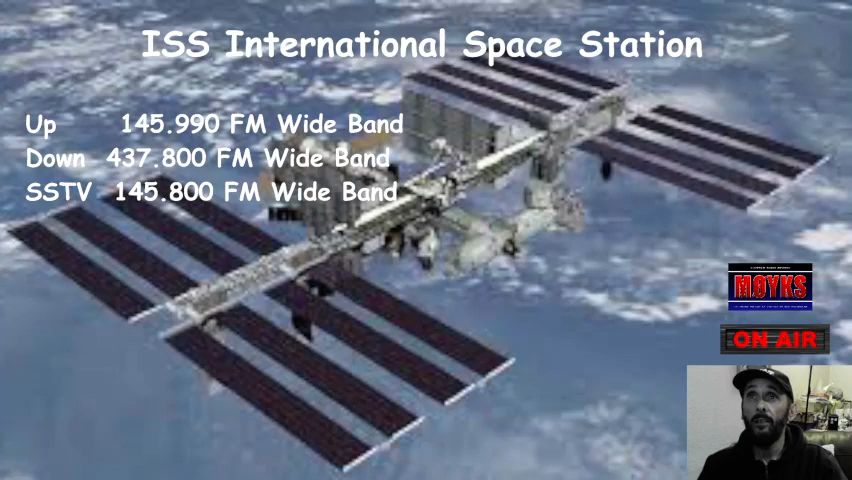 ISS International Space Station
Up 145.990 FM Wide Band
Down 437.800 FM Wide Band
SSTV 145.800 FM Wide Band
MØYKS
ON AIR